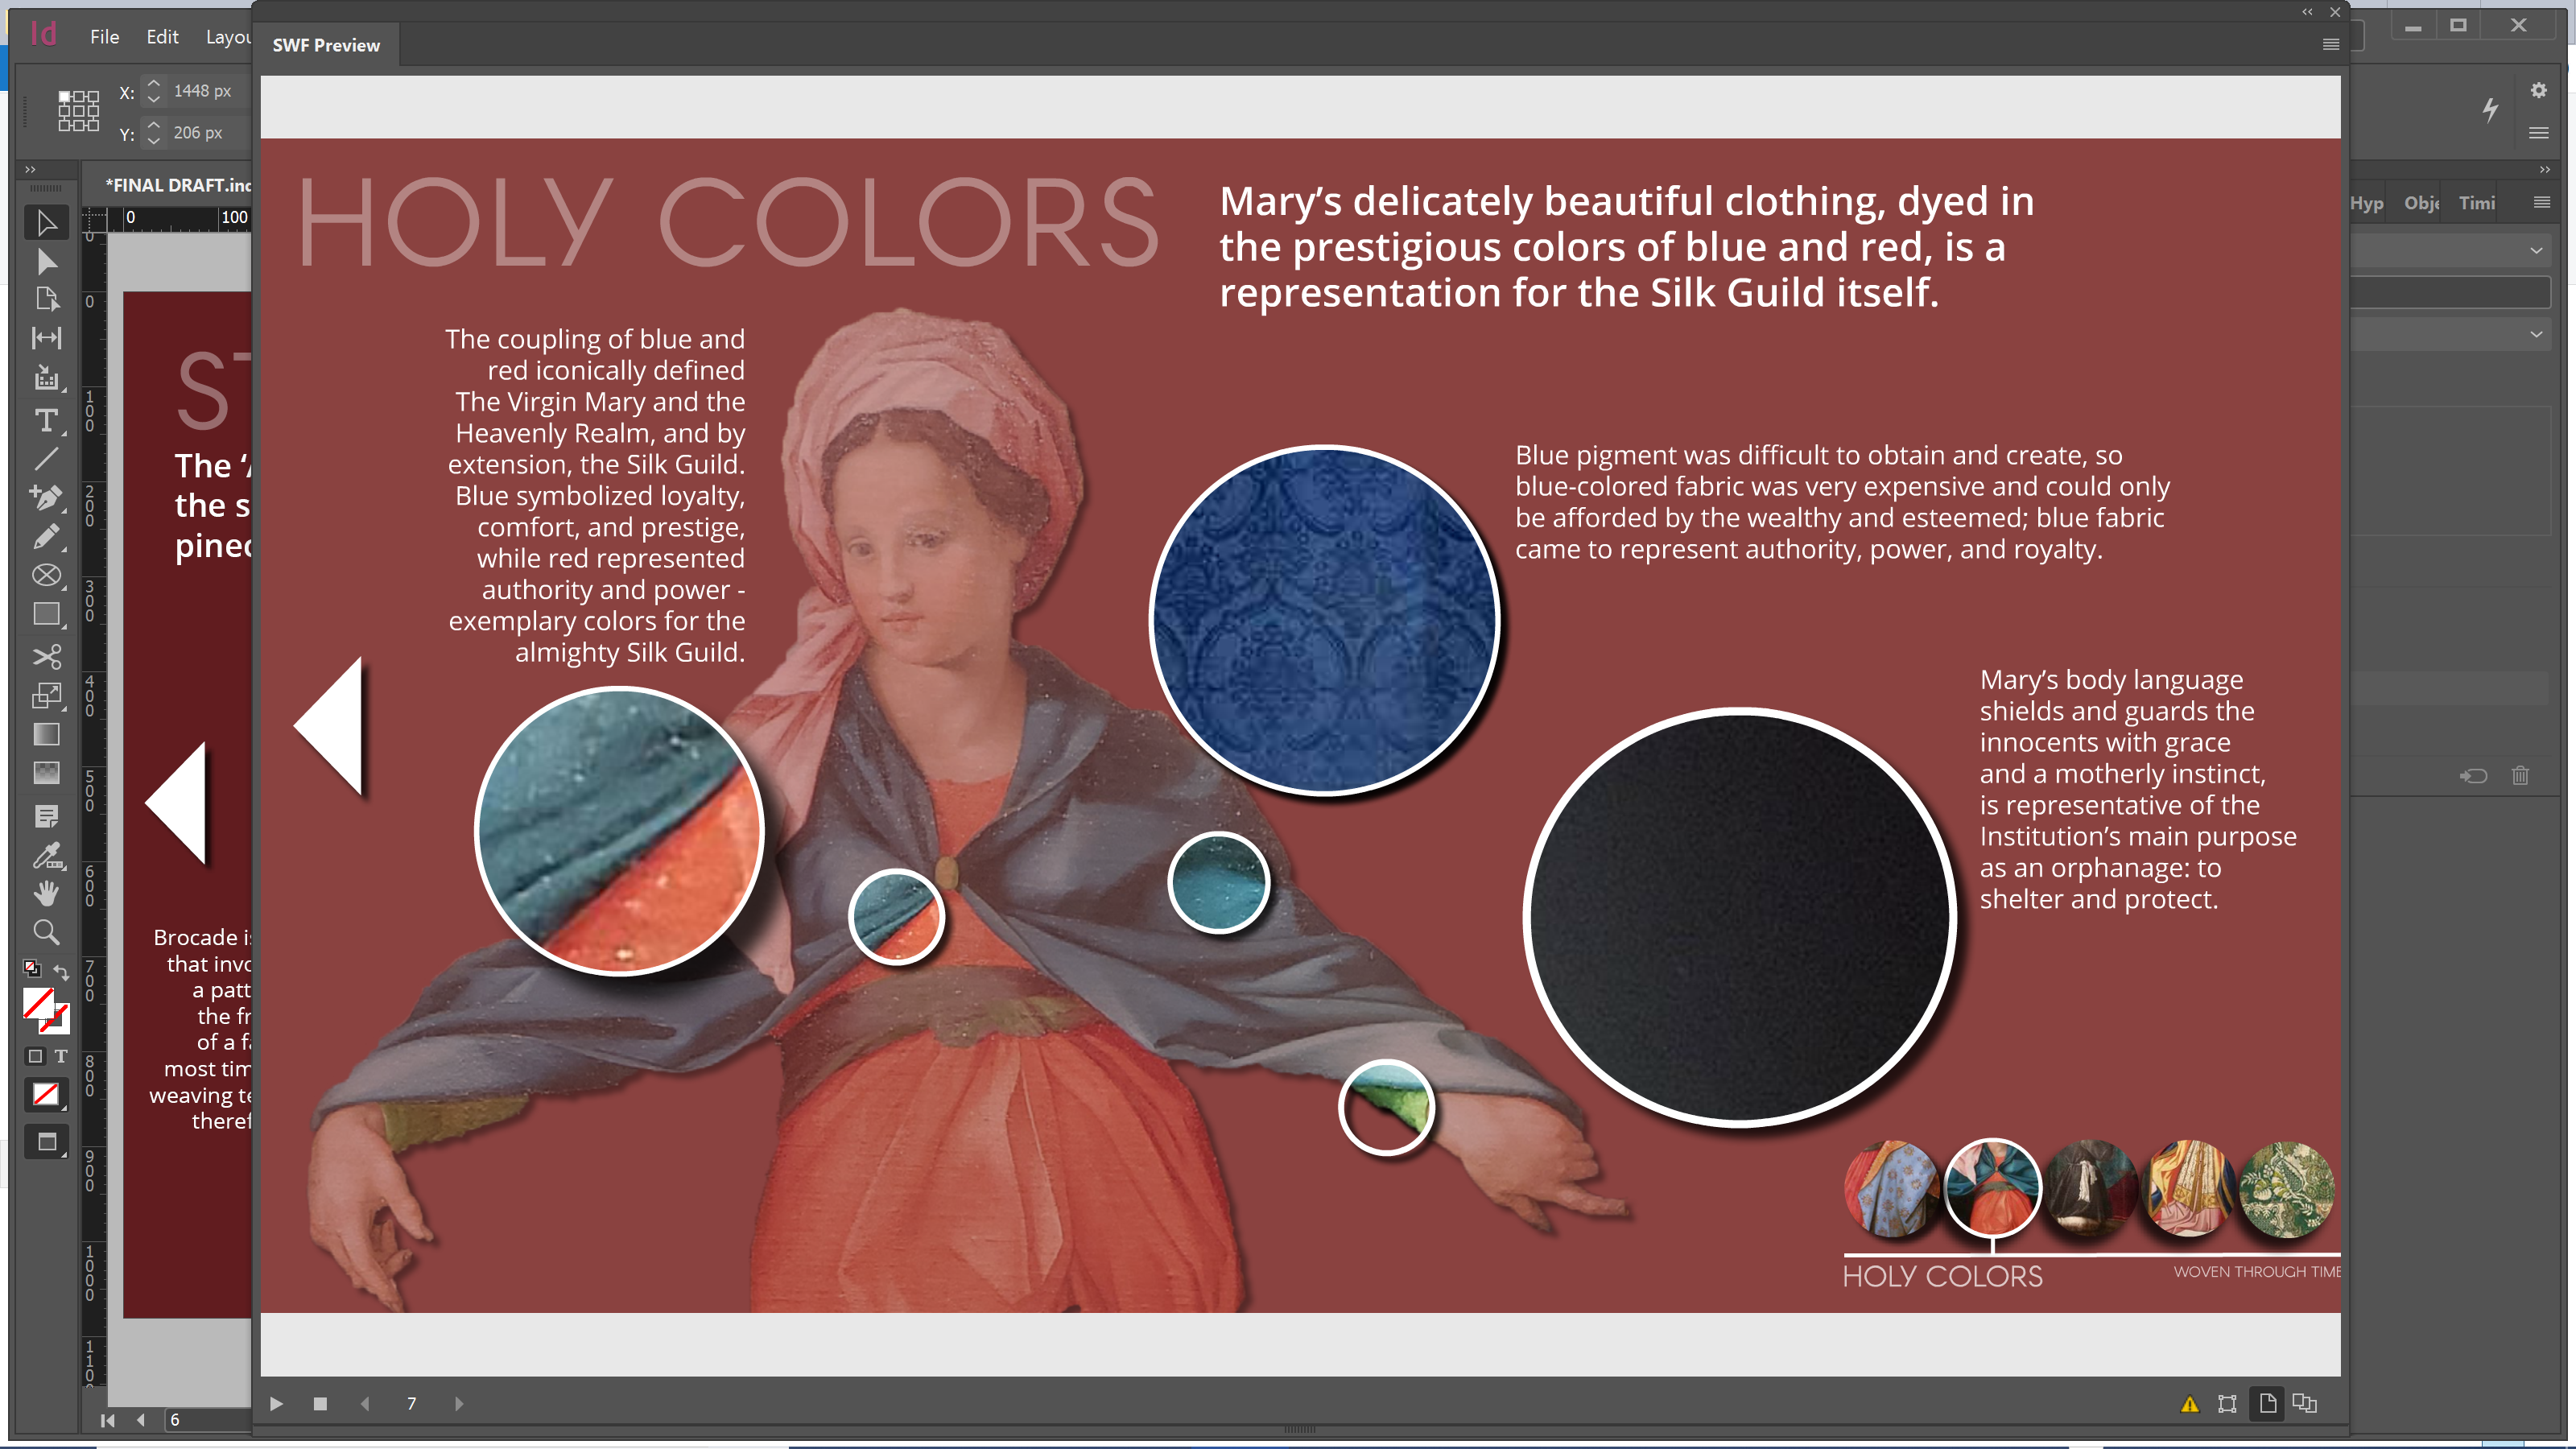 Id
File Edit Layou
SWF Preview
X: 1448 px
Y: 206 px
*FINAL DRAFT.ind
0 100
Hyp Obje Timi
HOLY COLORS
Mary's delicately beautiful clothing, dyed in
the prestigious colors of blue and red, is a
representation for the Silk Guild itself.
The coupling of blue and
red iconically defined
The Virgin Mary and the
Heavenly Realm, and by
extension, the Silk Guild.
Blue symbolized loyalty,
comfort, and prestige,
while red represented
authority and power -
exemplary colors for the
almighty Silk Guild.
Blue pigment was difficult to obtain and create, so
blue-colored fabric was very expensive and could only
be afforded by the wealthy and esteemed; blue fabric
came to represent authority, power, and royalty.
Mary's body language
shields and guards the
innocents with grace
and a motherly instinct,
is representative of the
Institution's main purpose
as an orphanage: to
shelter and protect.
HOLY COLORS
WOVEN THROUGH TIME
ST
The 'A
the s
pinec
Brocade is
that invo
a patt
the fr
of a fa
most tim
weaving te
theref
0
0
100
200
300
400
500
600
700
800
900
1000
110
T
T
7
6